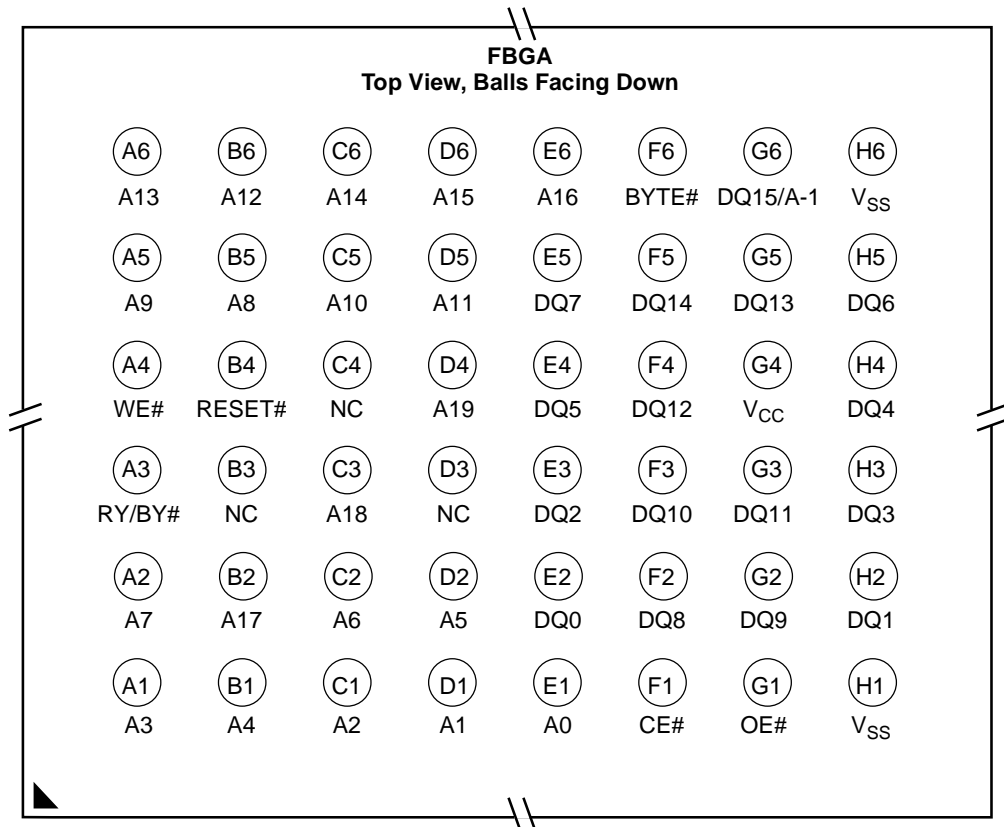 FBGA
Top View, Balls Facing Down
A6 B6 C6 D6 E6 F6 G6 H6
A13 A12 A14 A15 A16 BYTE# DQ15/A-1 VSS
A5 B5 C5 D5 E5 F5 G5 H5
A9 A8 A10 A11 DQ7 DQ14 DQ13 DQ6
A4 B4 C4 D4 E4 F4 G4 H4
WE# RESET# NC A19 DQ5 DQ12 VCC DQ4
A3 B3 C3 D3 E3 F3 G3 H3
RY/BY# NC A18 NC DQ2 DQ10 DQ11 DQ3
A2 B2 C2 D2 E2 F2 G2 H2
A7 A17 A6 A5 DQ0 DQ8 DQ9 DQ1
A1 B1 C1 D1 E1 F1 G1 H1
A3 A4 A2 A1 A0 CE# OE# VSS